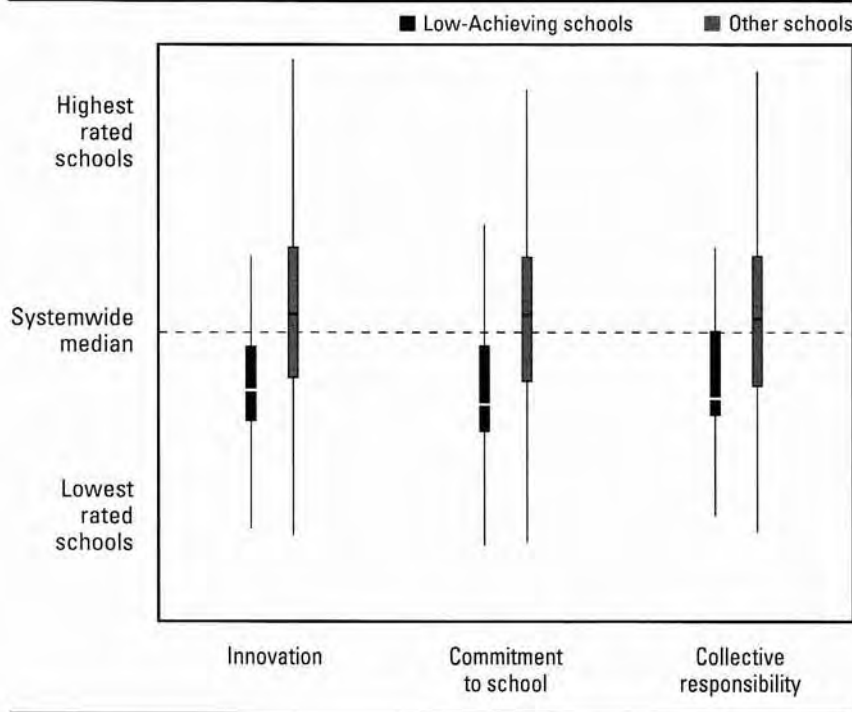 Low-Achieving schools
Other schools
Highest
rated
schools
Systemwide
median
Lowest
rated
schools
Innovation
Commitment
to school
Collective
responsibility